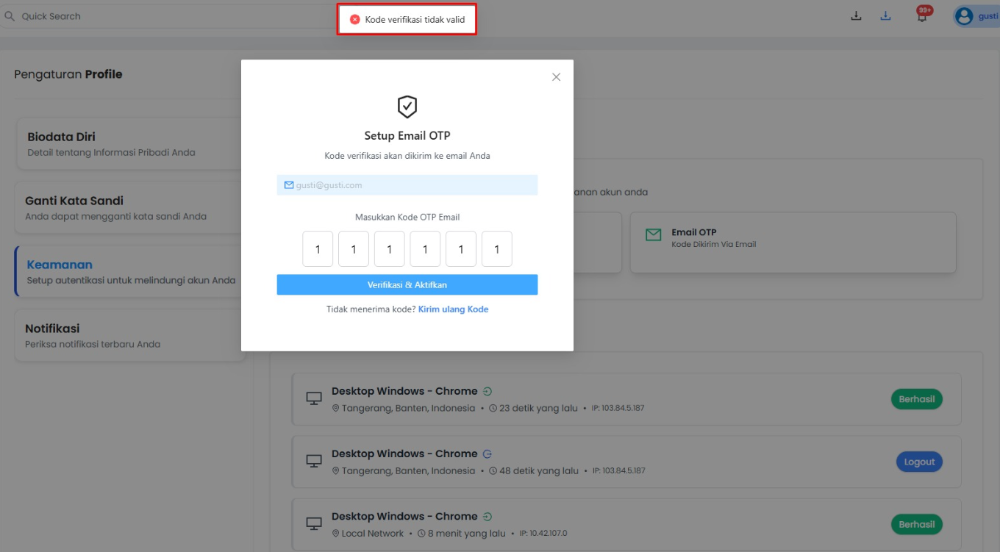 Quick Search
Kode verifikasi tidak valid
99+
gusti
Pengaturan Profile
Biodata Diri
Detail tentang Informasi Pribadi Anda
Ganti Kata Sandi
Anda dapat mengganti kata sandi Anda
Keamanan
Setup autentikasi untuk melindungi akun Anda
Notifikasi
Periksa notifikasi terbaru Anda
Setup Email OTP
Kode verifikasi akan dikirim ke email Anda
gusti@gusti.com
Masukkan Kode OTP Email
1 1 1 1 1 1
Verifikasi & Aktifkan
Tidak menerima kode? Kirim ulang Kode
anan akun anda
Email OTP
Kode Dikirim Via Email
Desktop Windows - Chrome
Tangerang, Banten, Indonesia • 23 detik yang lalu • IP: 103.84.5.187
Berhasil
Desktop Windows - Chrome
Tangerang, Banten, Indonesia • 48 detik yang lalu • IP: 103.84.5.187
Logout
Desktop Windows - Chrome
Local Network • 8 menit yang lalu • IP: 10.42.107.0
Berhasil